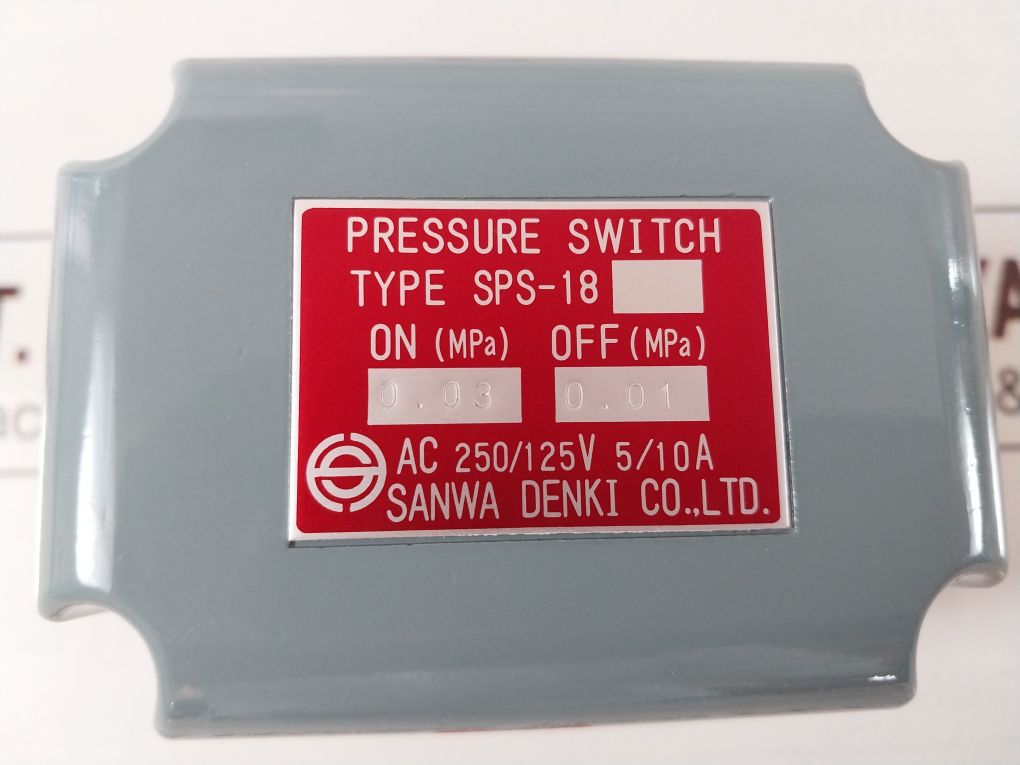 PRESSURE SWITCH
TYPE SPS-18
ON (MPa) OFF (MPa)
0.03 0.01
AC 250/125V 5/10A
SANWA DENKI CO.,LTD.